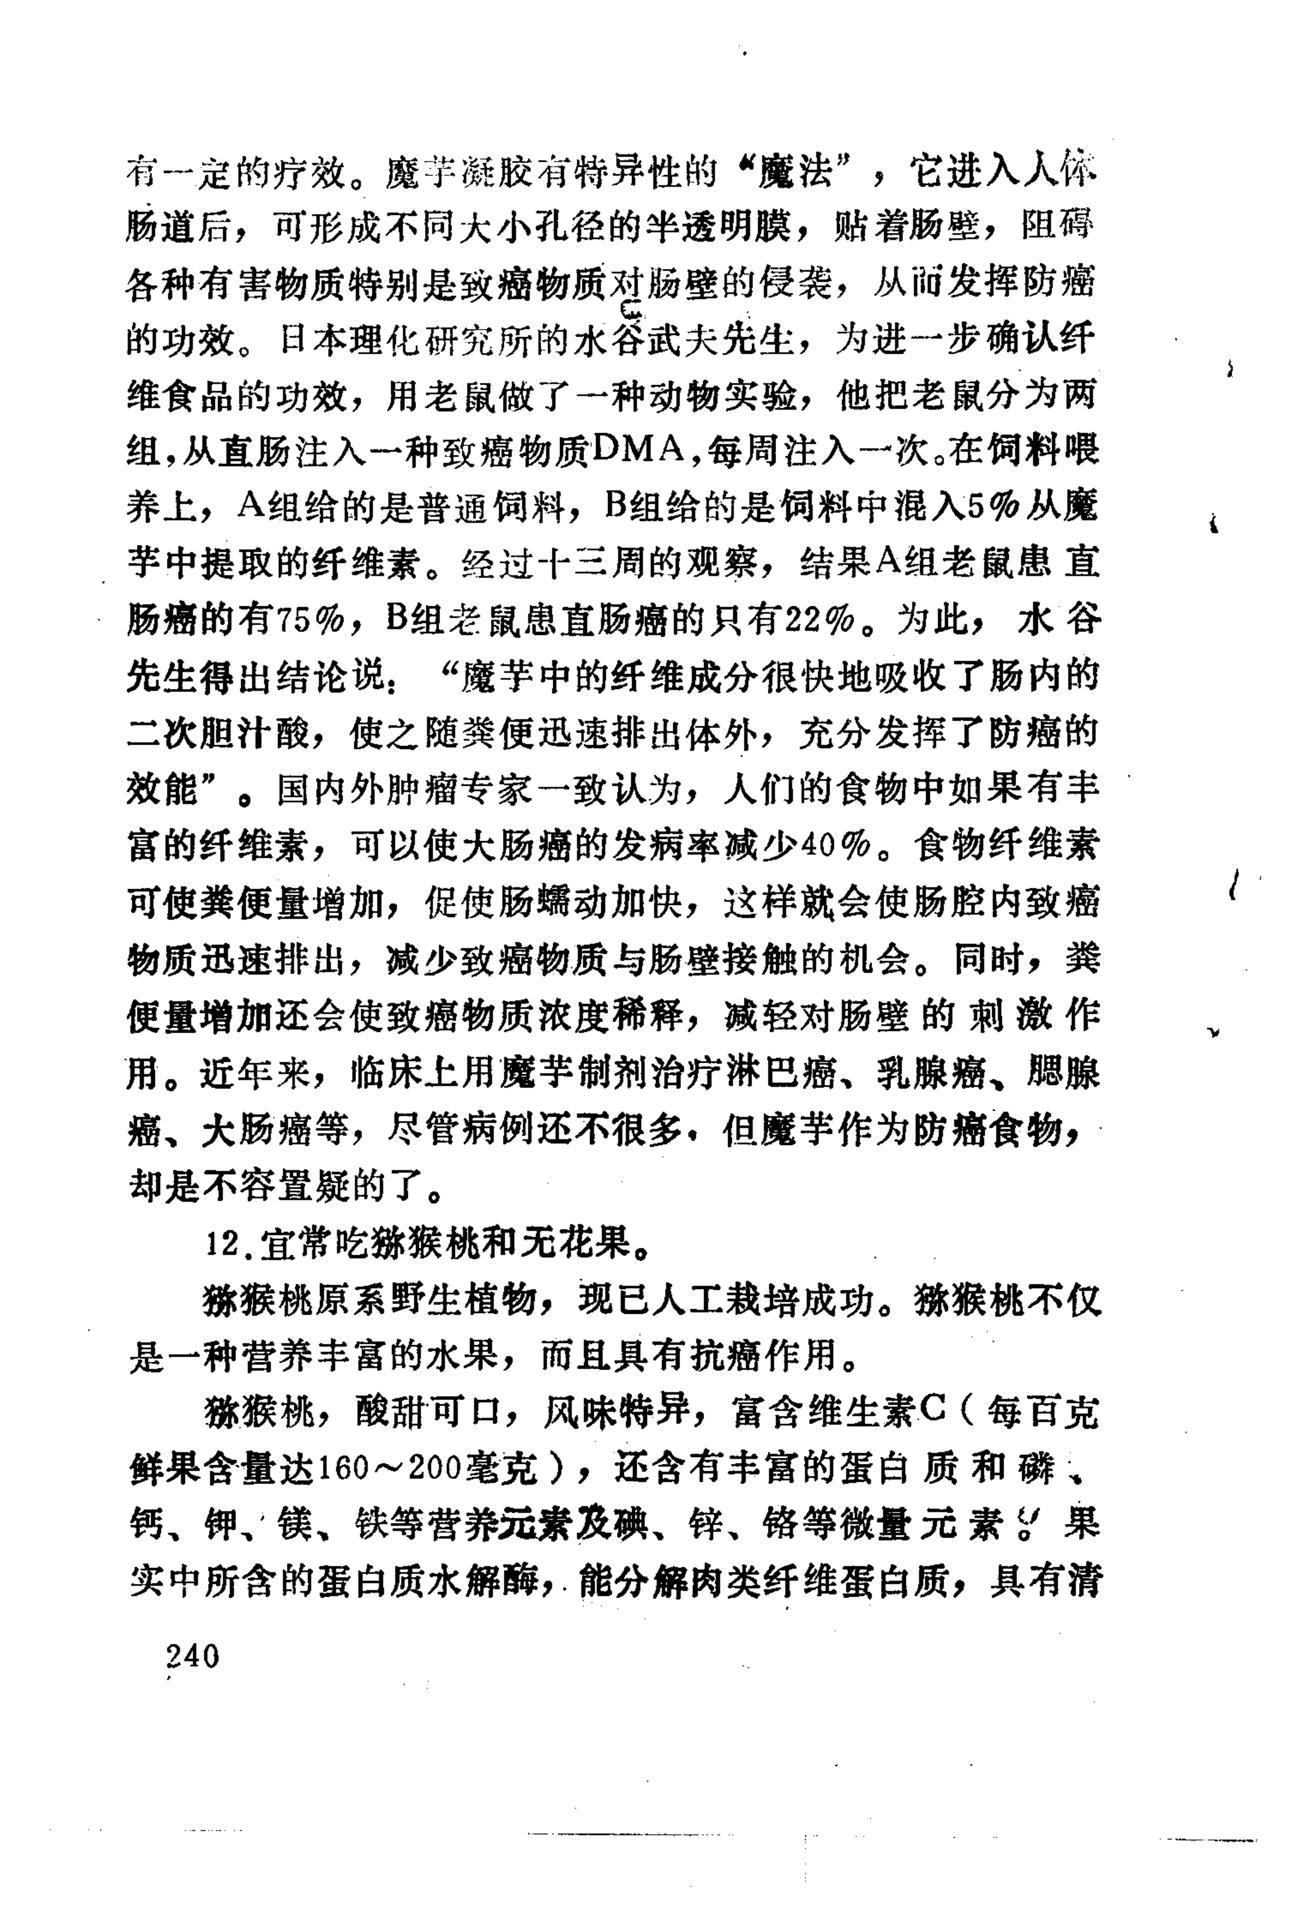 有一定的疗效。魔芋凝胶有特异性的“魔法”，它进入人体
肠道后，可形成不同大小孔径的半透明膜，贴着肠壁，阻碍
各种有害物质特别是致癌物质对肠壁的侵袭，从而发挥防癌
的功效。日本理化研究所的水谷武夫先生，为进一步确认纤
维食品的功效，用老鼠做了一种动物实验，他把老鼠分为两
组，从直肠注入一种致癌物质DMA，每周注入一次。在饲料喂
养上，A组给的是普通饲料，B组给的是饲料中混入5%从魔
芋中提取的纤维素。经过十三周的观察，结果A组老鼠患直
肠癌的有75%，B组老鼠患直肠癌的只有22%。为此，水谷
先生得出结论说：“魔芋中的纤维成分很快地吸收了肠内的
二次胆汁酸，使之随粪便迅速排出体外，充分发挥了防癌的
效能”。国内外肿瘤专家一致认为，人们的食物中如果有丰
富的纤维素，可以使大肠癌的发病率减少40%。食物纤维素
可使粪便量增加，促使肠蠕动加快，这样就会使肠腔内致癌
物质迅速排出，减少致癌物质与肠壁接触的机会。同时，粪
便量增加还会使致癌物质浓度稀释，减轻对肠壁的刺激作
用。近年来，临床上用魔芋制剂治疗淋巴癌、乳腺癌、腮腺
癌、大肠癌等，尽管病例还不很多，但魔芋作为防癌食物，
却是不容置疑的了。
12.宜常吃猕猴桃和无花果。
猕猴桃原系野生植物，现已人工栽培成功。猕猴桃不仅
是一种营养丰富的水果，而且具有抗癌作用。
猕猴桃，酸甜可口，风味特异，富含维生素C（每百克
鲜果含量达160～200毫克），还含有丰富的蛋白质和磷、
钙、钾、镁、铁等营养元素及碘、锌、铬等微量元素。果
实中所含的蛋白质水解酶，能分解肉类纤维蛋白质，具有清
240